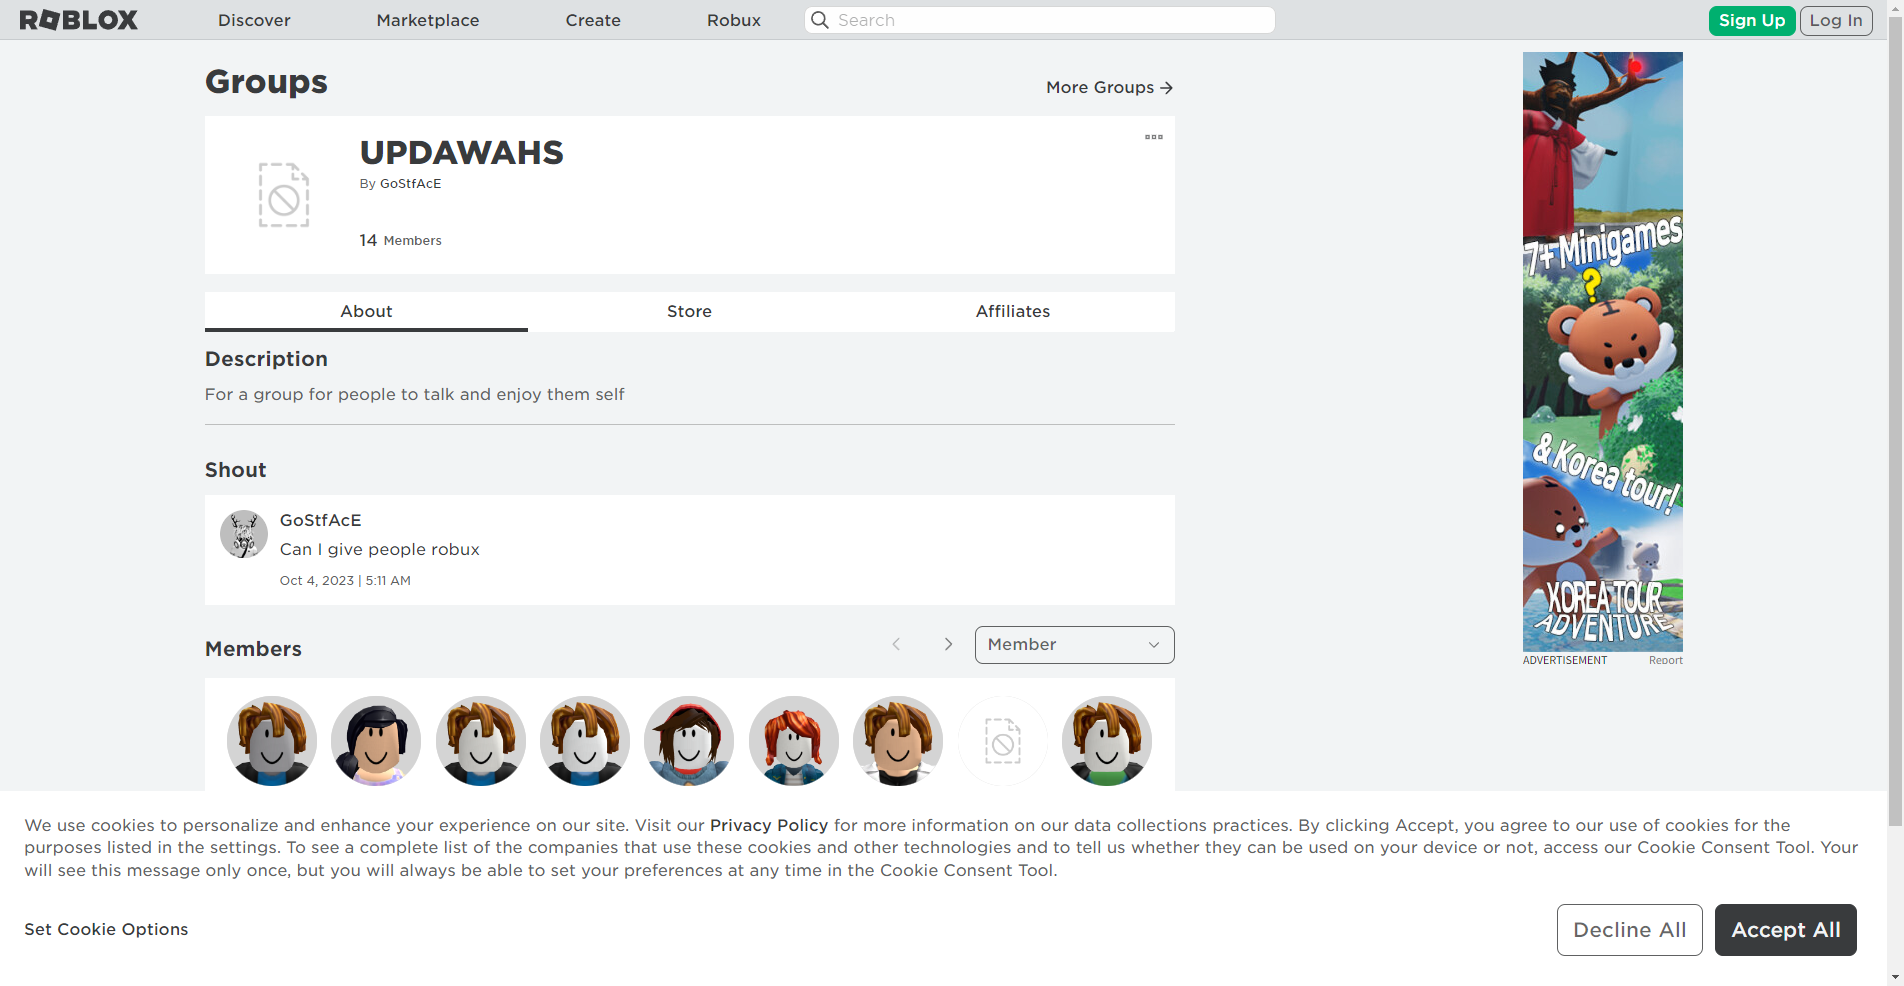 ROBLOX
Discover
Marketplace
Create
Robux
Search
Sign Up
Log In
Groups
More Groups
UPDAWAHS
By GoStfAcE
14 Members
About
Store
Affiliates
Description
For a group for people to talk and enjoy them self
Shout
GoStfAcE
Can I give people robux
Oct 4, 2023 | 5:11 AM
Members
Member
7+ Minigames
?
& Korea tour!
KOREA TOUR
ADVENTURE
ADVERTISEMENT
Report
We use cookies to personalize and enhance your experience on our site. Visit our Privacy Policy for more information on our data collections practices. By clicking Accept, you agree to our use of cookies for the
purposes listed in the settings. To see a complete list of the companies that use these cookies and other technologies and to tell us whether they can be used on your device or not, access our Cookie Consent Tool. Your
will see this message only once, but you will always be able to set your preferences at any time in the Cookie Consent Tool.
Set Cookie Options
Decline All
Accept All